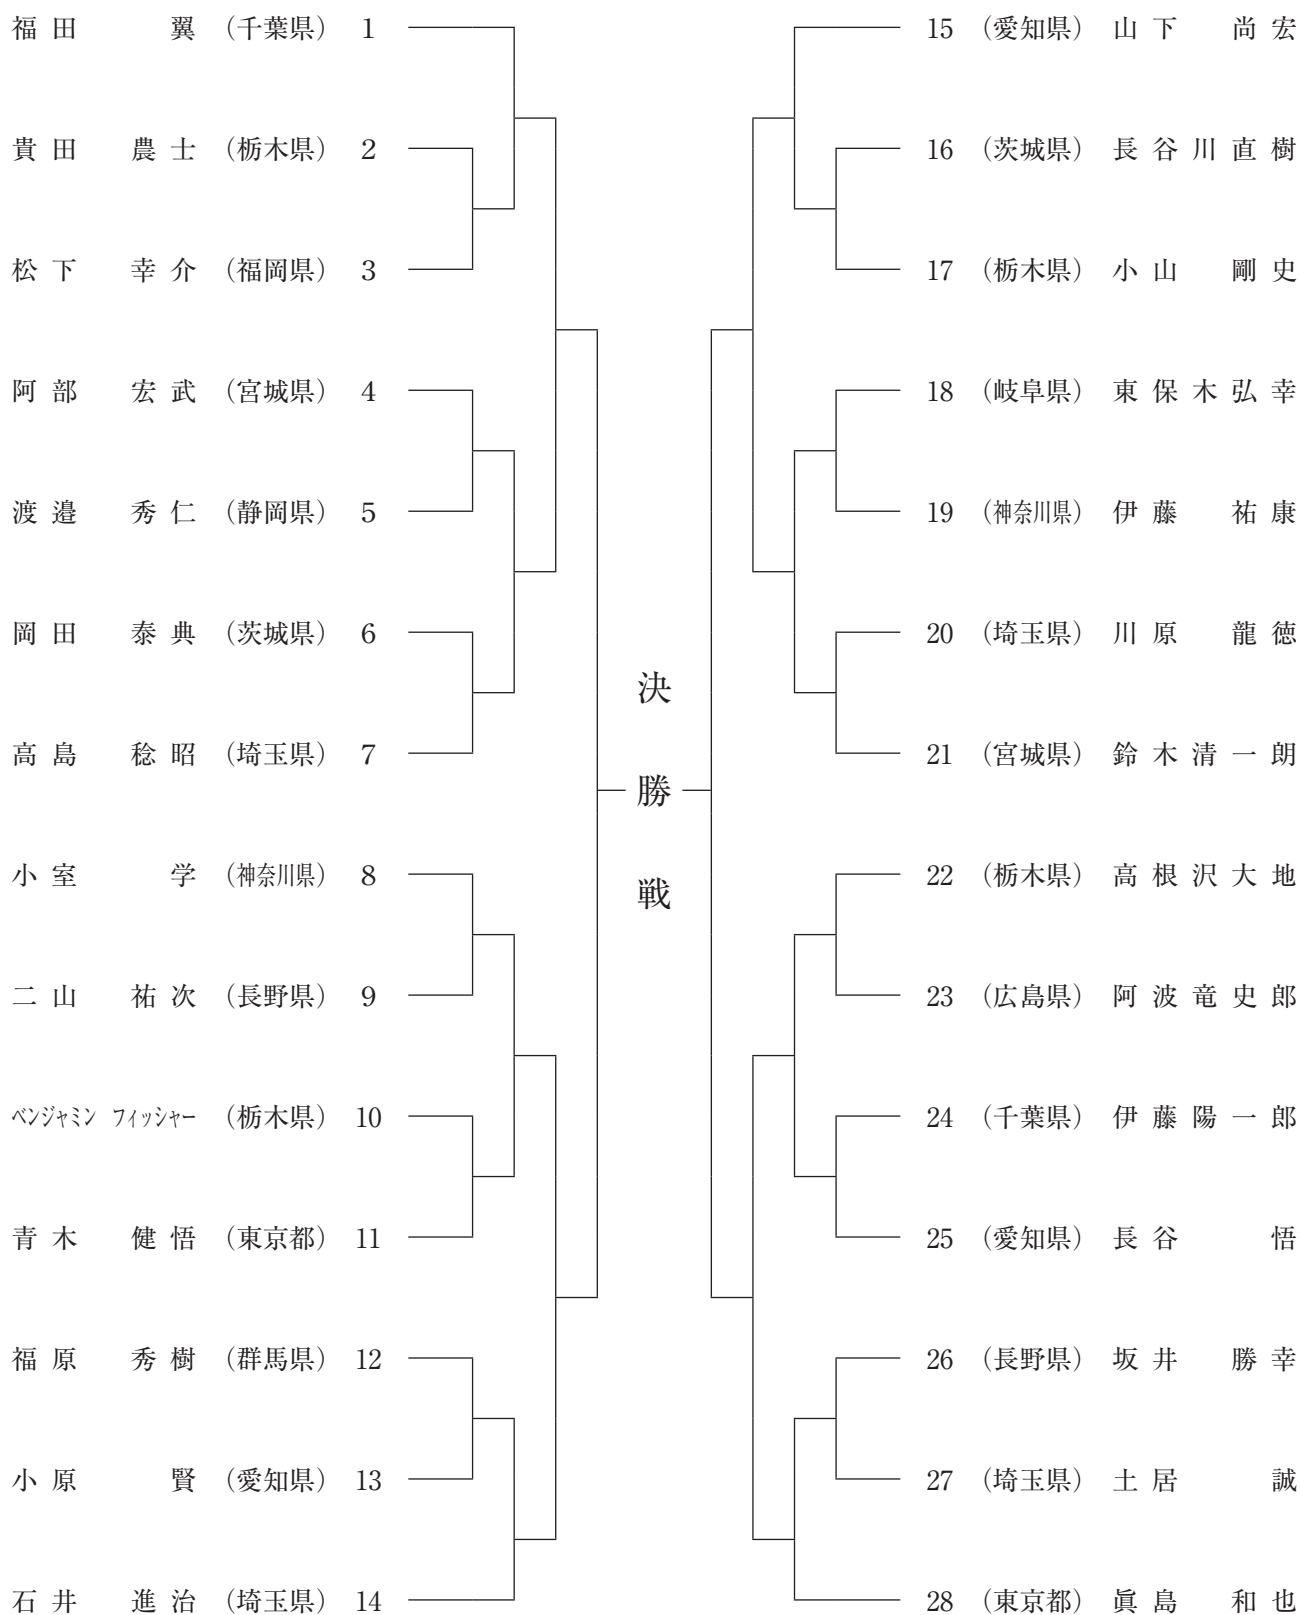 福田 翼 (千葉県) 1
貴田 農士 (栃木県) 2
松下 幸介 (福岡県) 3
阿部 宏武 (宮城県) 4
渡邉 秀仁 (静岡県) 5
岡田 泰典 (茨城県) 6
高島 稔昭 (埼玉県) 7
小室 学 (神奈川県) 8
二山 祐次 (長野県) 9
ベンジャミン フィッシャー (栃木県) 10
青木 健悟 (東京都) 11
福原 秀樹 (群馬県) 12
小原 賢 (愛知県) 13
石井 進治 (埼玉県) 14
決勝戦
15 (愛知県) 山下 尚宏
16 (茨城県) 長谷川直樹
17 (栃木県) 小山 剛史
18 (岐阜県) 東保木弘幸
19 (神奈川県) 伊藤 祐康
20 (埼玉県) 川原 龍徳
21 (宮城県) 鈴木清一朗
22 (栃木県) 高根沢大地
23 (広島県) 阿波竜史郎
24 (千葉県) 伊藤陽一郎
25 (愛知県) 長谷 悟
26 (長野県) 坂井 勝幸
27 (埼玉県) 土居 誠
28 (東京都) 眞島 和也